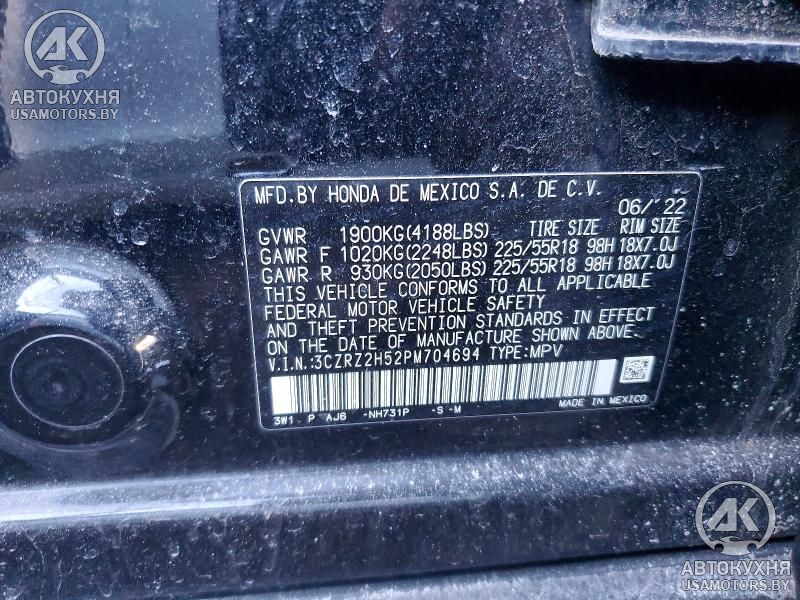 АК
АВТОКУХНЯ
USAMOTORS.BY
MFD.BY HONDA DE MEXICO S.A. DE C.V.
06/'22
GVWR 1900KG(4188LBS) TIRE SIZE RIM SIZE
GAWR F 1020KG(2248LBS) 225/55R18 98H 18X7.0J
GAWR R 930KG(2050LBS) 225/55R18 98H 18X7.0J
THIS VEHICLE CONFORMS TO ALL APPLICABLE
FEDERAL MOTOR VEHICLE SAFETY
AND THEFT PREVENTION STANDARDS IN EFFECT
ON THE DATE OF MANUFACTURE SHOWN ABOVE.
V.I.N.:3CZRZ2H52PM704694 TYPE:MPV
3W1 P AJ6 -NH731P -S -M
MADE IN MEXICO
АК
АВТОКУХНЯ
USAMOTORS.BY